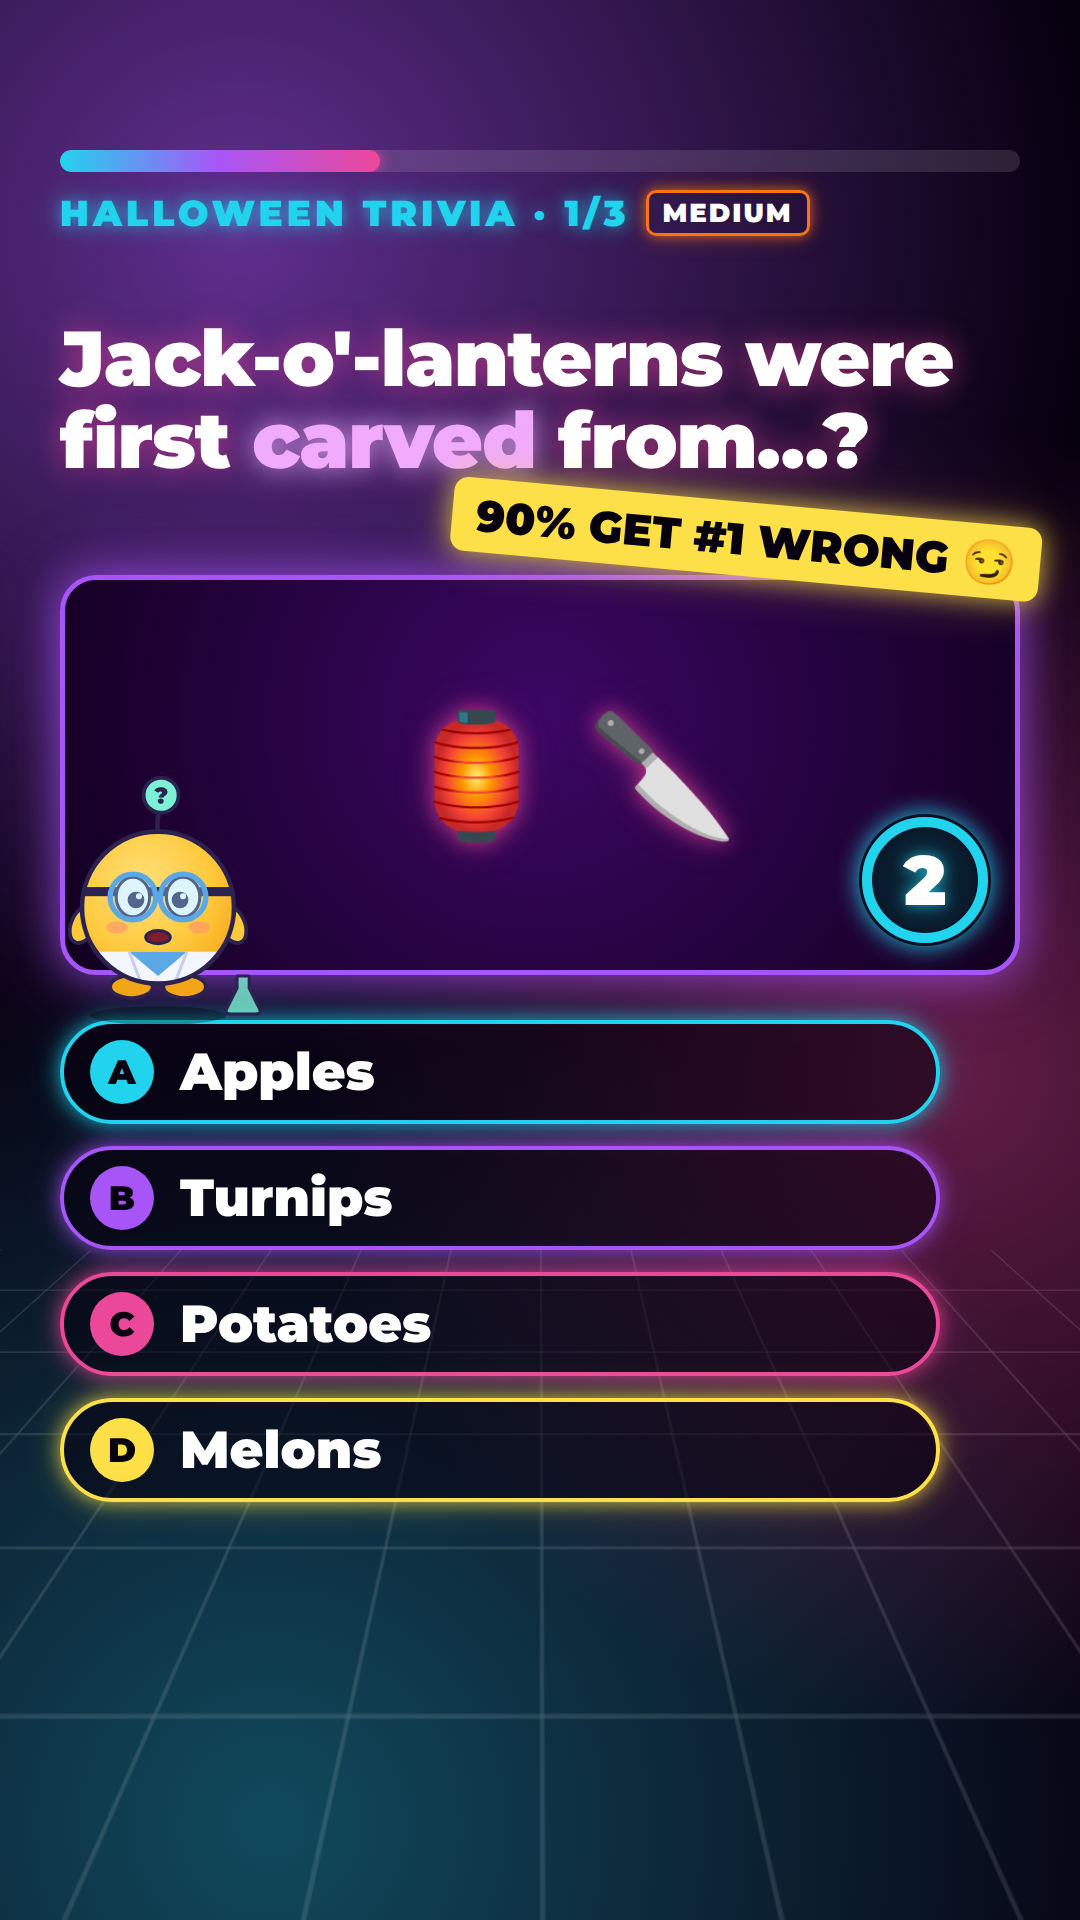 HALLOWEEN TRIVIA · 1/3 MEDIUM
Jack-o'-lanterns were
first carved from...?
90% GET #1 WRONG 😏
?
2
A Apples
B Turnips
C Potatoes
D Melons